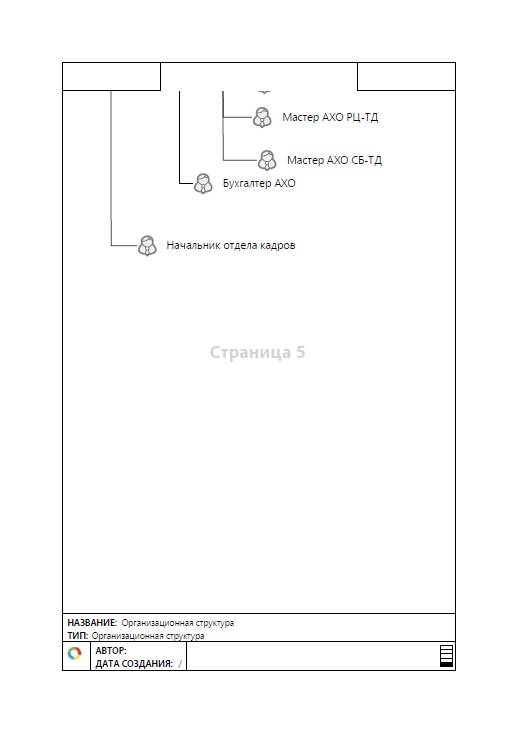 Мастер АХО РЦ-ТД
Мастер АХО СБ-ТД
Бухгалтер АХО
Начальник отдела кадров
Страница 5
НАЗВАНИЕ: Организационная структура
ТИП: Организационная структура
АВТОР:
ДАТА СОЗДАНИЯ: /